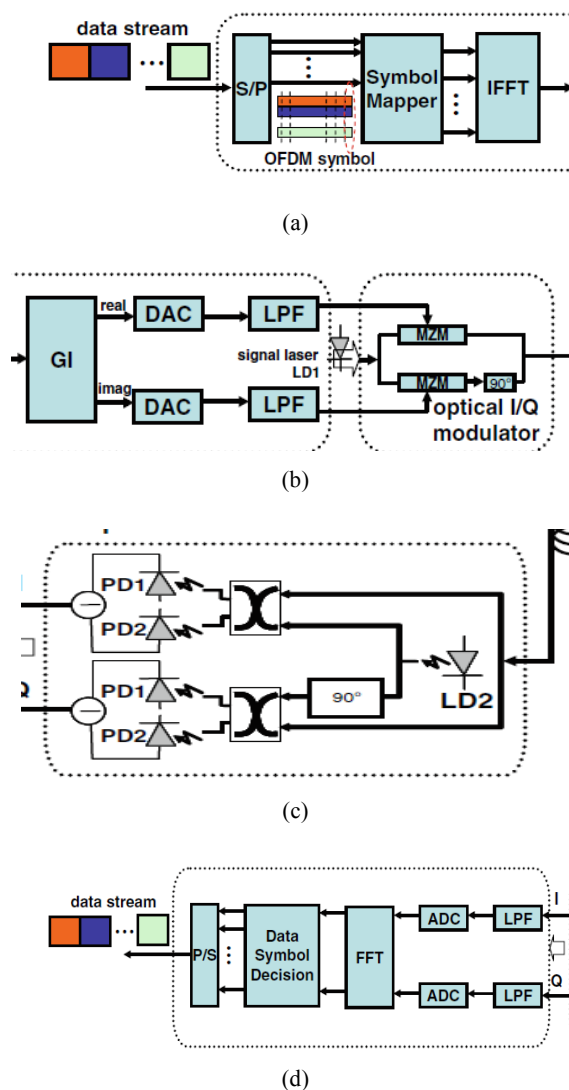 data stream
S/P
Symbol
Mapper
IFFT
OFDM symbol
(a)
real
DAC
LPF
GI
signal laser
LD1
MZM
imag
DAC
LPF
MZM
90°
optical I/Q
modulator
(b)
PD1
PD2
LD2
Q
PD1
PD2
90°
(c)
data stream
P/S
Data
Symbol
Decision
FFT
ADC
LPF
I
ADC
LPF
Q
(d)